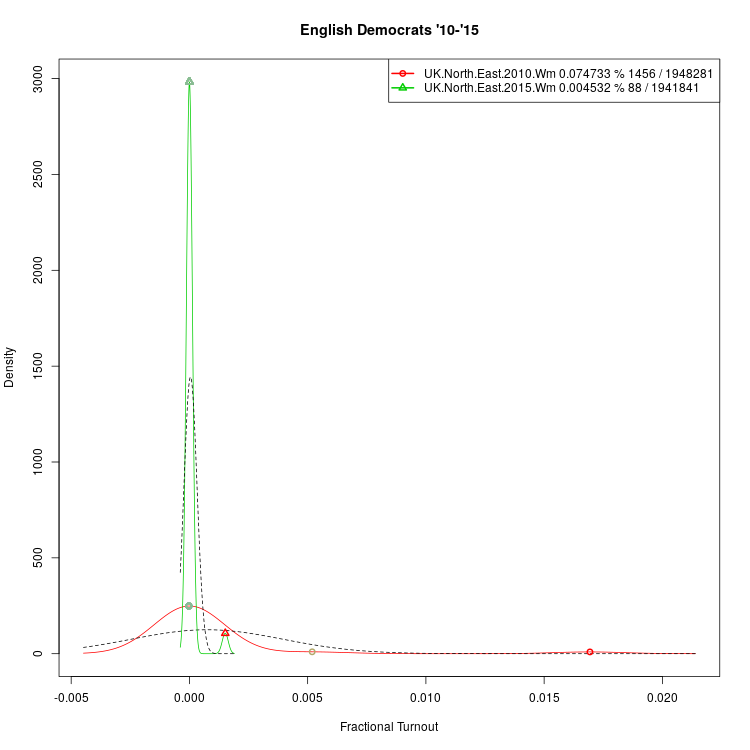 English Democrats '10-'15
UK.North.East.2010.Wm 0.074733 % 1456 / 1948281
UK.North.East.2015.Wm 0.004532 % 88 / 1941841
3000
2500
2000
1500
1000
500
0
Density
-0.005 0.000 0.005 0.010 0.015 0.020
Fractional Turnout